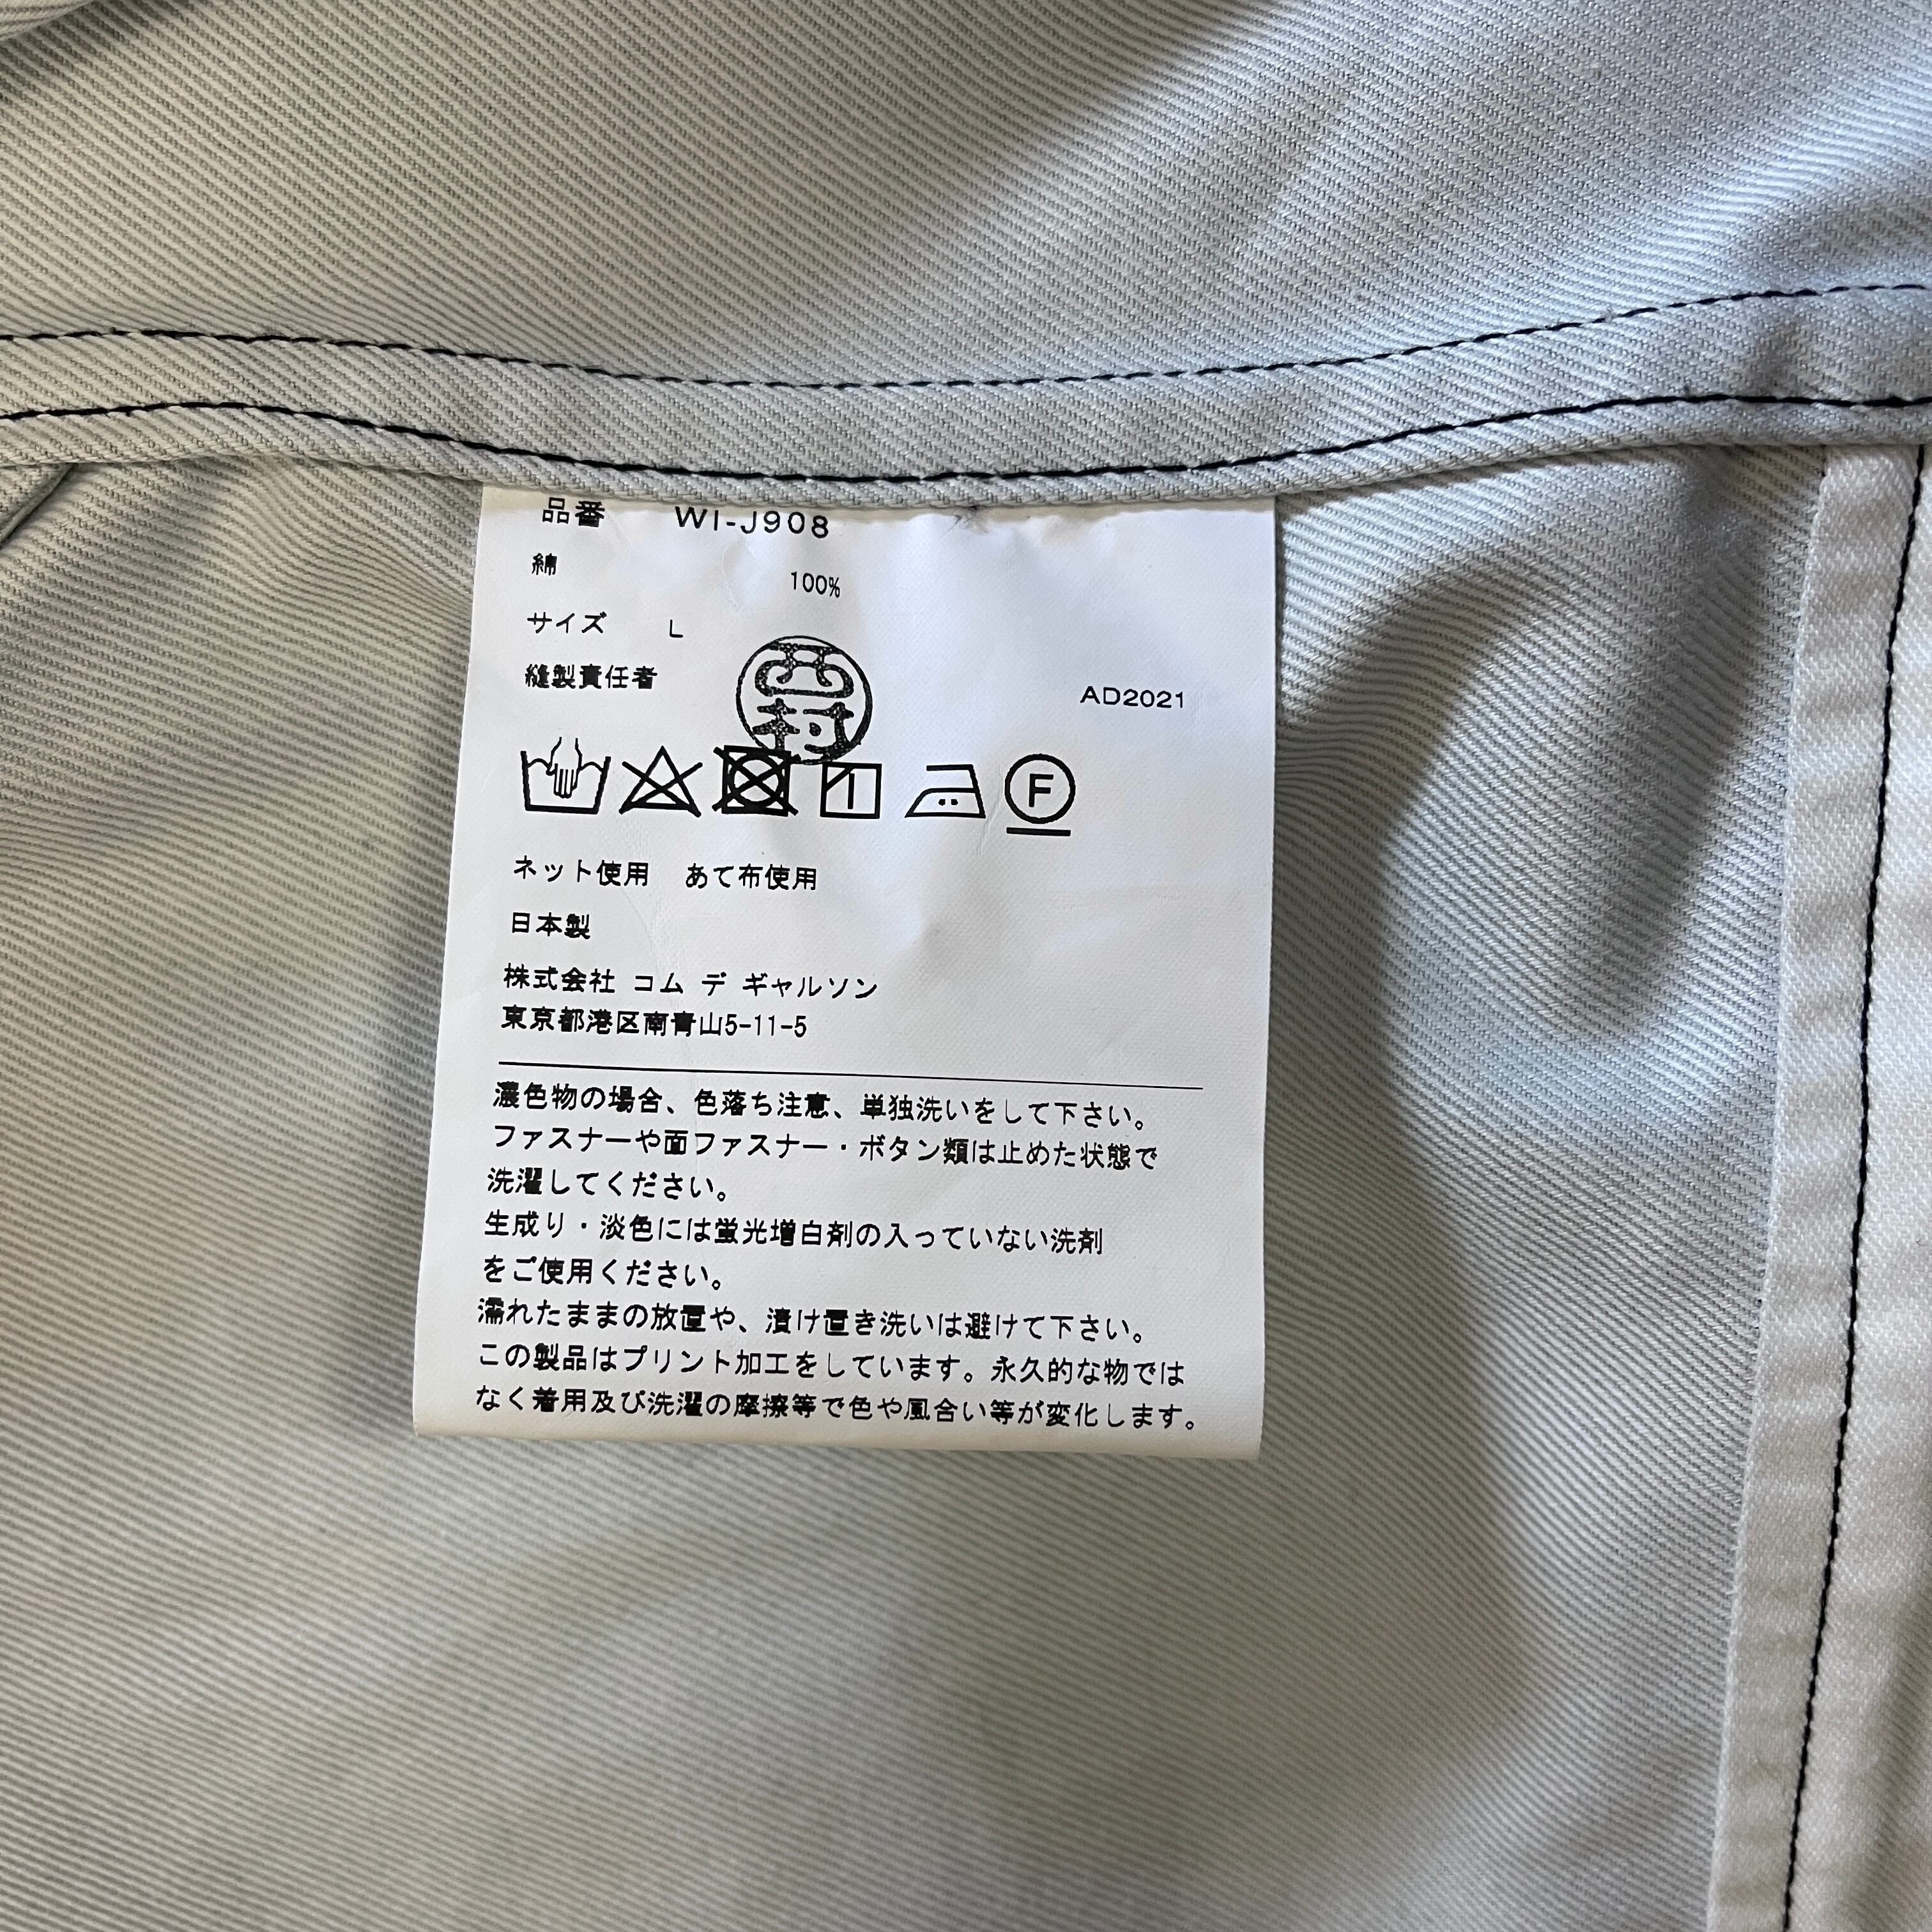 品番 WI-J908
綿 100%
サイズ L
縫製責任者
西村
AD2021
F
ネット使用 あて布使用
日本製
株式会社 コム デ ギャルソン
東京都港区南青山5-11-5
濃色物の場合、色落ち注意、単独洗いをして下さい。
ファスナーや面ファスナー・ボタン類は止めた状態で
洗濯してください。
生成り・淡色には蛍光増白剤の入っていない洗剤
をご使用ください。
濡れたままの放置や、漬け置き洗いは避けて下さい。
この製品はプリント加工をしています。永久的な物では
なく着用及び洗濯の摩擦等で色や風合い等が変化します。